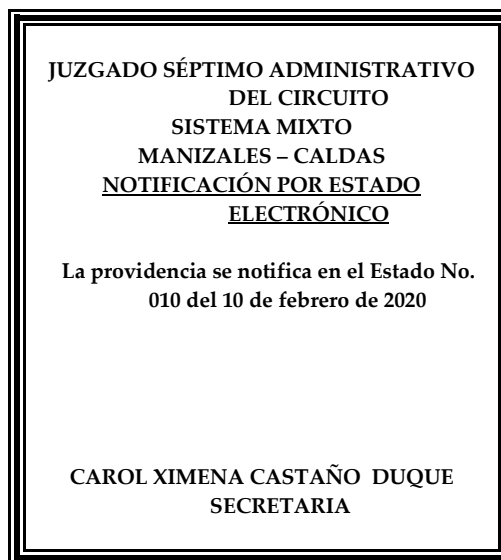 JUZGADO SÉPTIMO ADMINISTRATIVO
DEL CIRCUITO
SISTEMA MIXTO
MANIZALES – CALDAS
NOTIFICACIÓN POR ESTADO
ELECTRÓNICO
La providencia se notifica en el Estado No.
010 del 10 de febrero de 2020
CAROL XIMENA CASTAÑO DUQUE
SECRETARIA